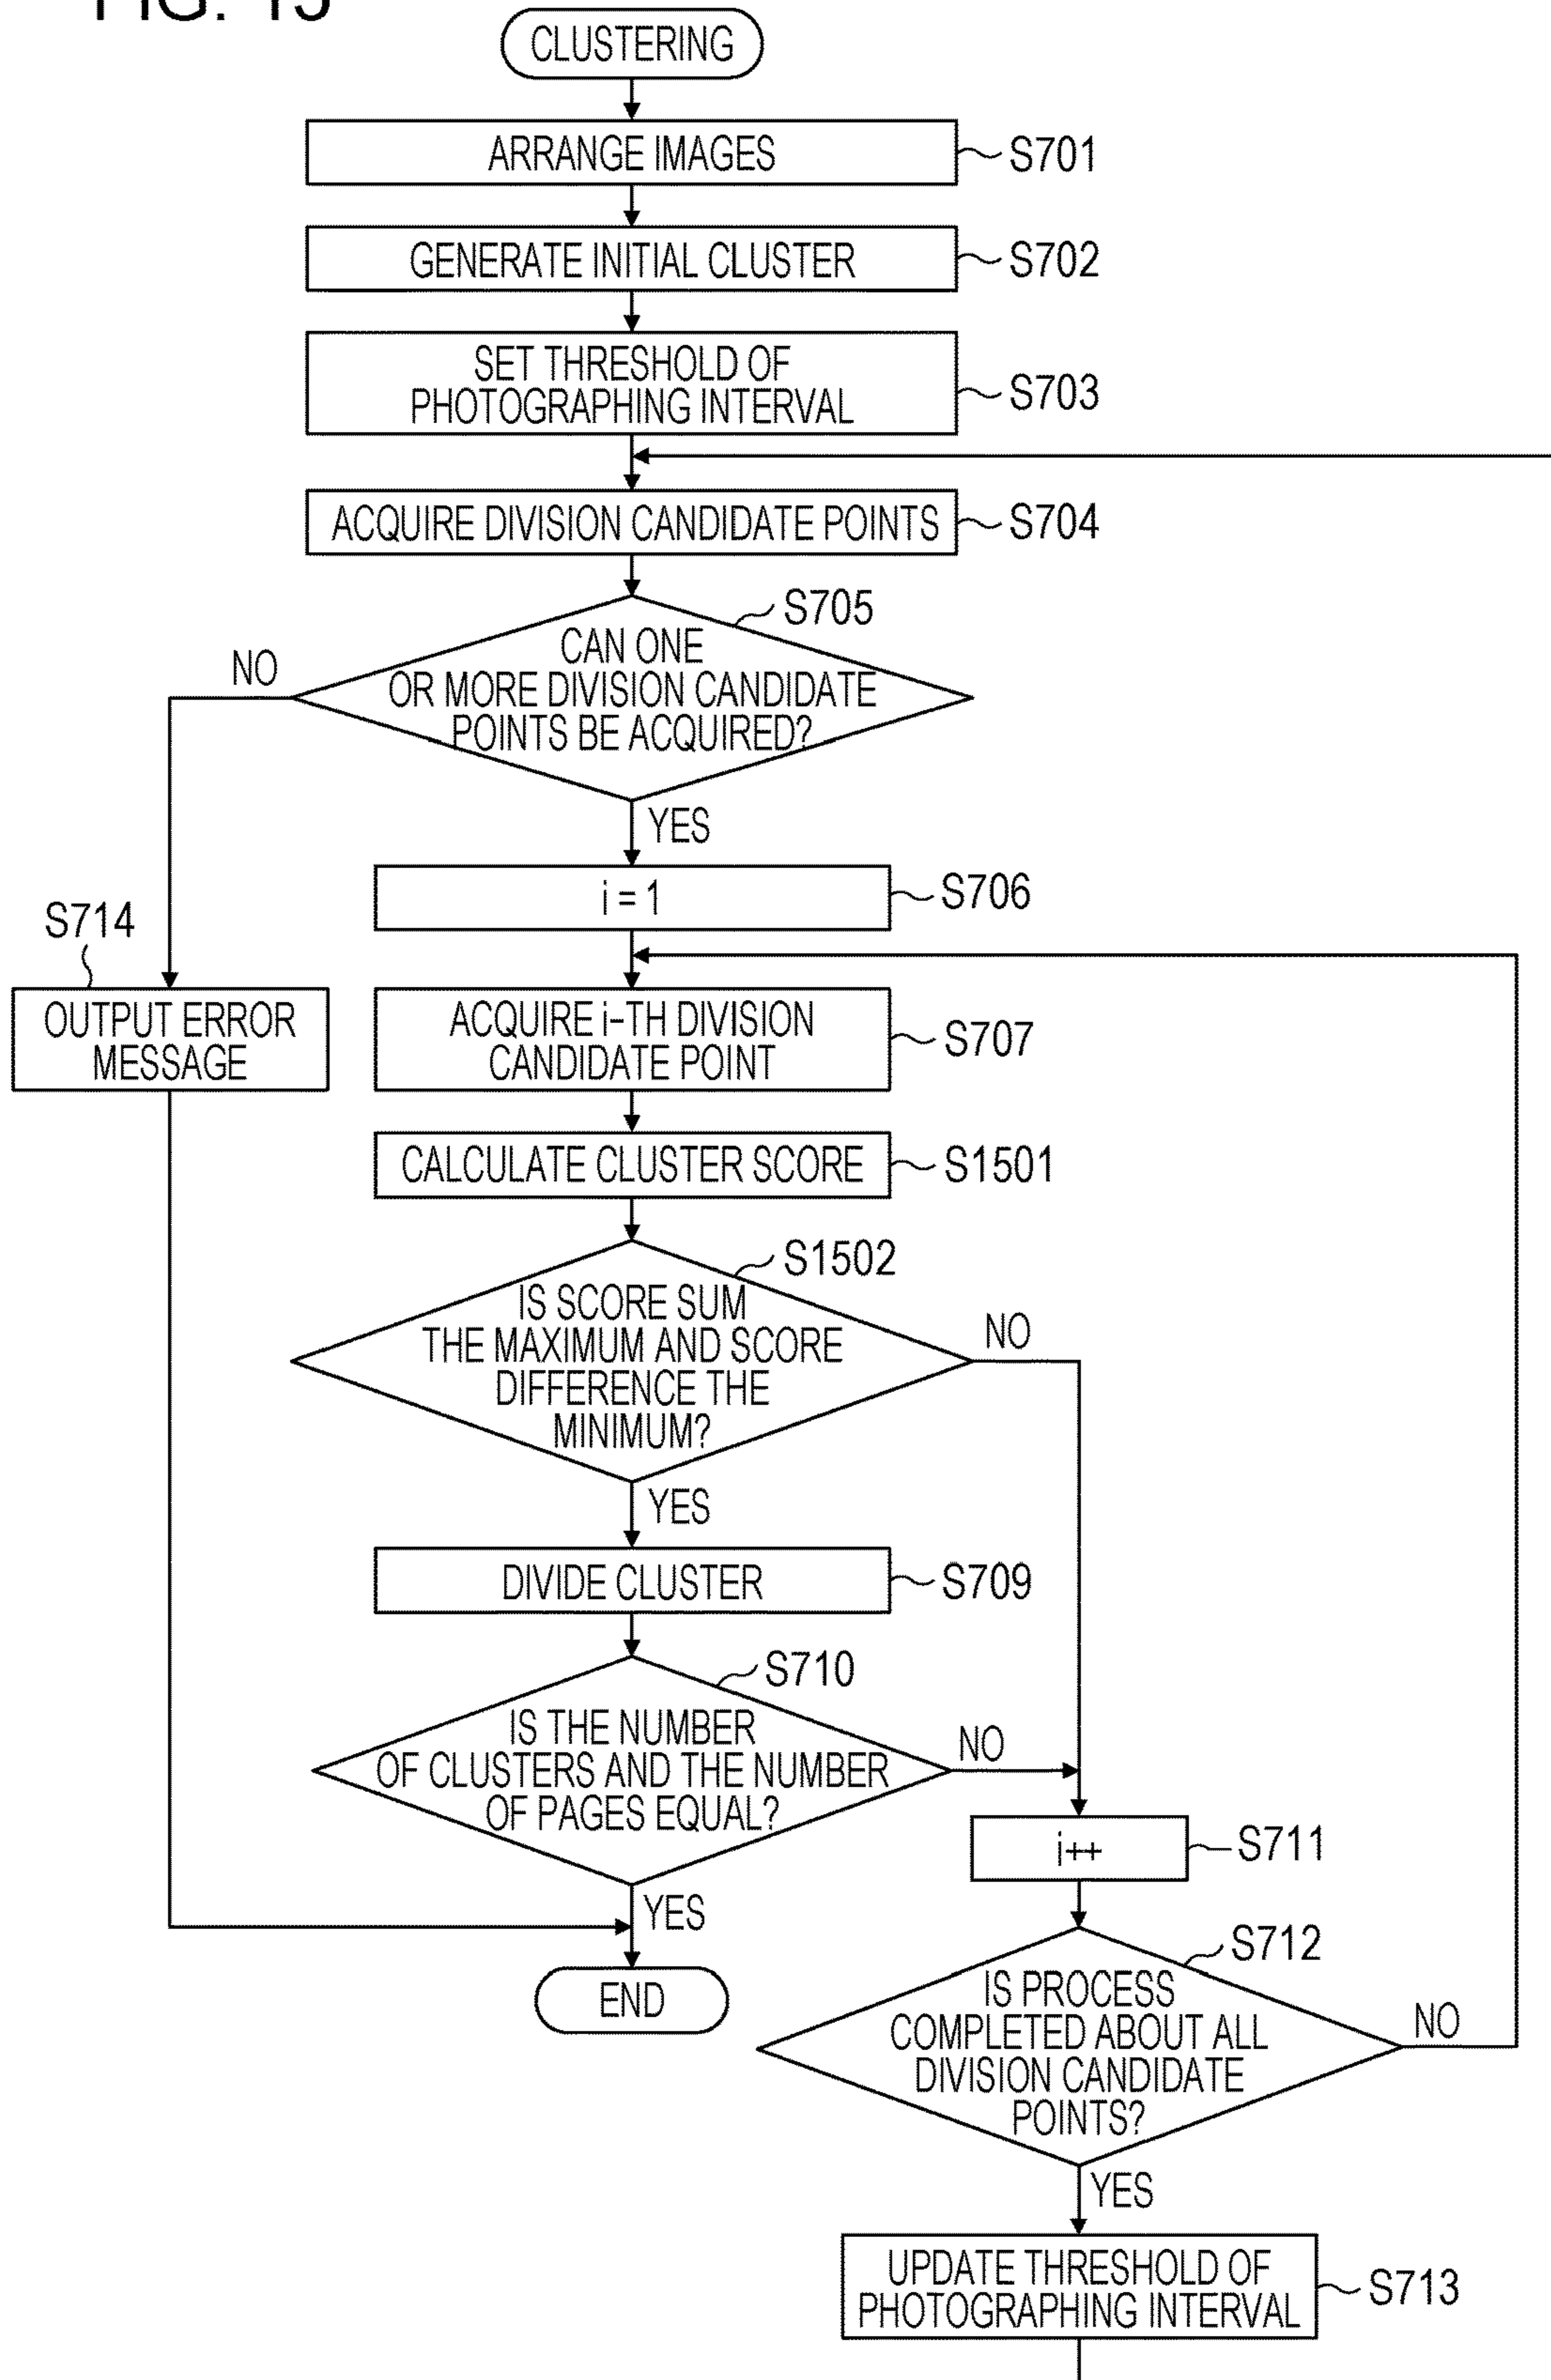 FIG. 15
CLUSTERING
ARRANGE IMAGES
S701
GENERATE INITIAL CLUSTER
S702
SET THRESHOLD OF
PHOTOGRAPHING INTERVAL
S703
ACQUIRE DIVISION CANDIDATE POINTS
S704
S705
CAN ONE
OR MORE DIVISION CANDIDATE
POINTS BE ACQUIRED?
NO
YES
i = 1
S706
S714
OUTPUT ERROR
MESSAGE
ACQUIRE i-TH DIVISION
CANDIDATE POINT
S707
CALCULATE CLUSTER SCORE
S1501
S1502
IS SCORE SUM
THE MAXIMUM AND SCORE
DIFFERENCE THE
MINIMUM?
NO
YES
DIVIDE CLUSTER
S709
S710
IS THE NUMBER
OF CLUSTERS AND THE NUMBER
OF PAGES EQUAL?
NO
YES
END
i++
S711
S712
IS PROCESS
COMPLETED ABOUT ALL
DIVISION CANDIDATE
POINTS?
NO
YES
UPDATE THRESHOLD OF
PHOTOGRAPHING INTERVAL
S713